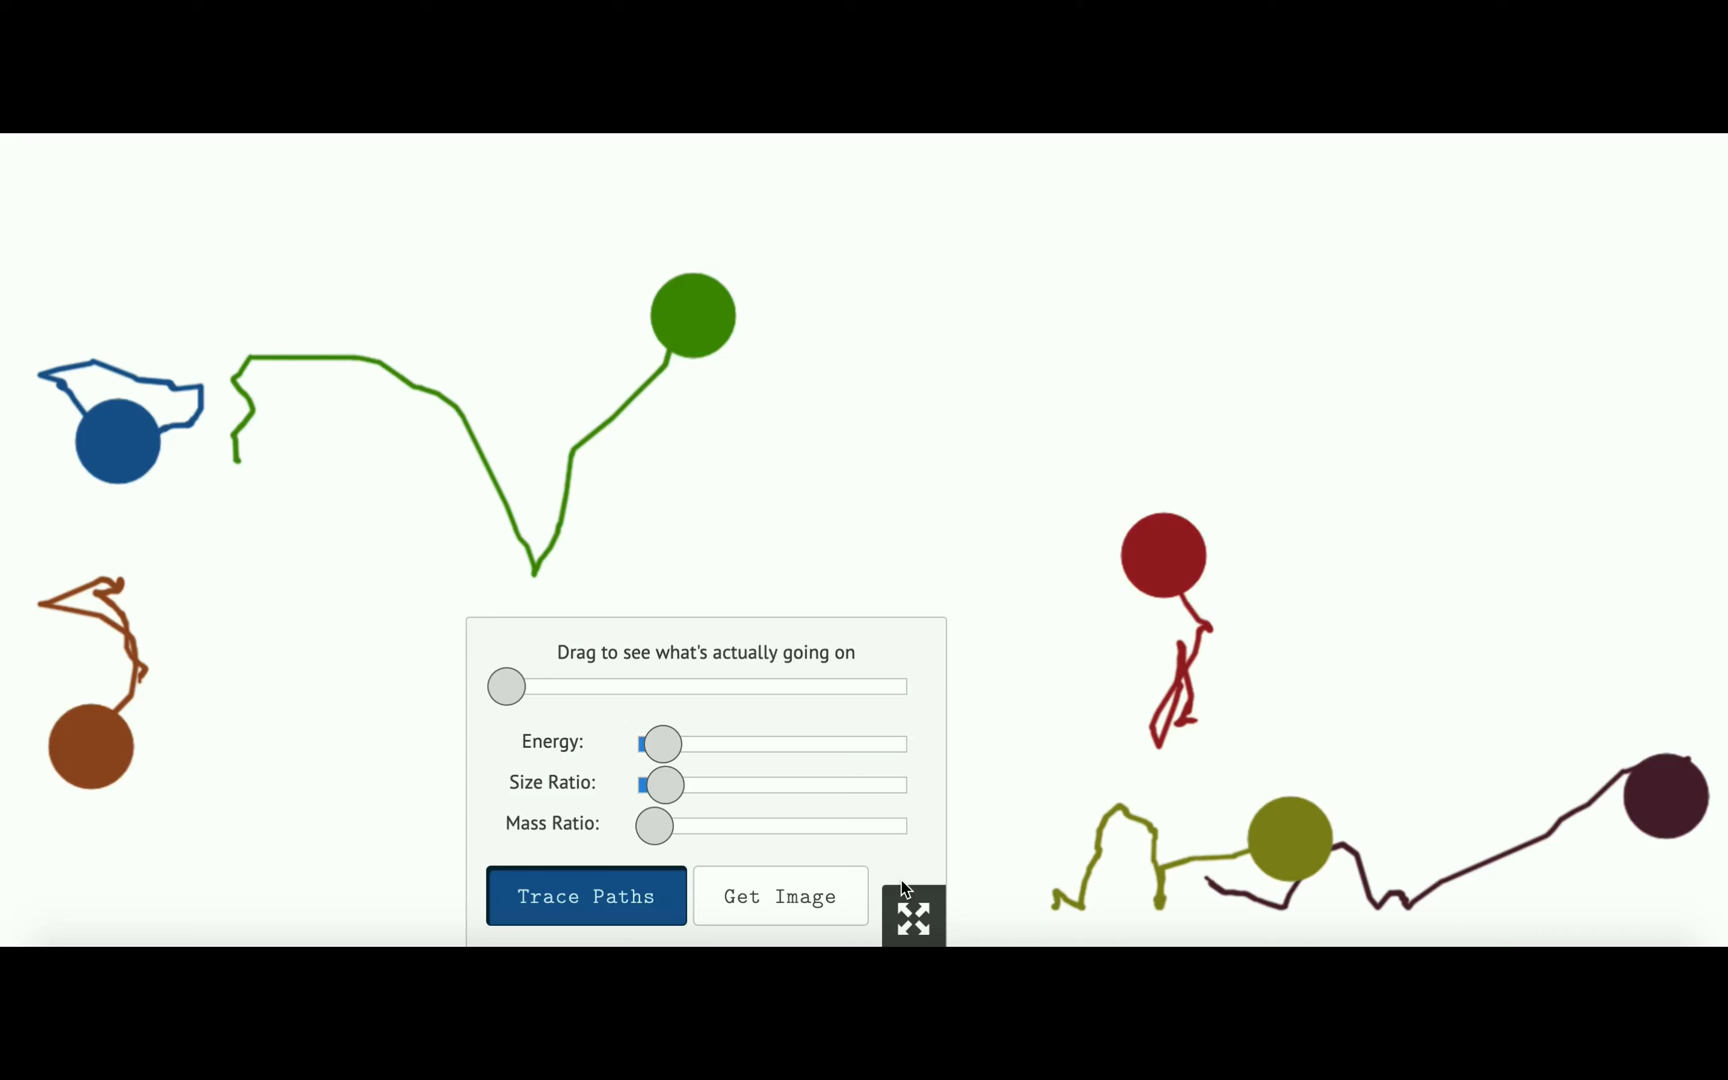 Drag to see what's actually going on
Energy:
Size Ratio:
Mass Ratio:
Trace Paths
Get Image